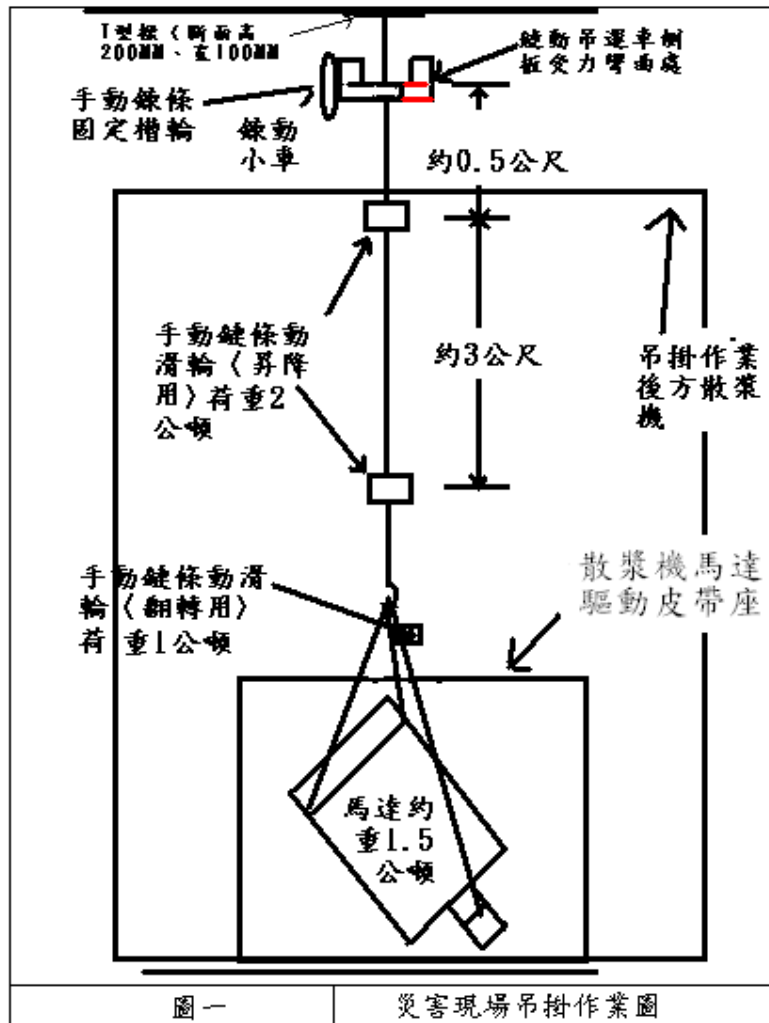 T型樑（斷面高
200MM、寬100MM
鏈動吊運車側
板受力彎曲處
手動鍊條
固定槽輪
鍊動
小車
約0.5公尺
手動鏈條動
滑輪（昇降
用）荷重2
公噸
約3公尺
吊掛作業
後方散漿
機
手動鏈條動滑
輪（翻轉用）
荷 重1公噸
散漿機馬達
驅動皮帶座
馬達約
重1.5
公噸
圖一
災害現場吊掛作業圖